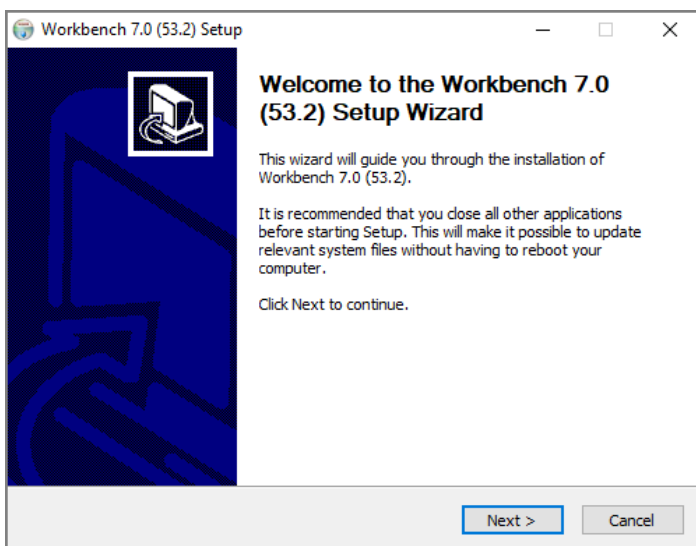 Workbench 7.0 (53.2) Setup
Welcome to the Workbench 7.0
(53.2) Setup Wizard
This wizard will guide you through the installation of
Workbench 7.0 (53.2).
It is recommended that you close all other applications
before starting Setup. This will make it possible to update
relevant system files without having to reboot your
computer.
Click Next to continue.
Next >
Cancel